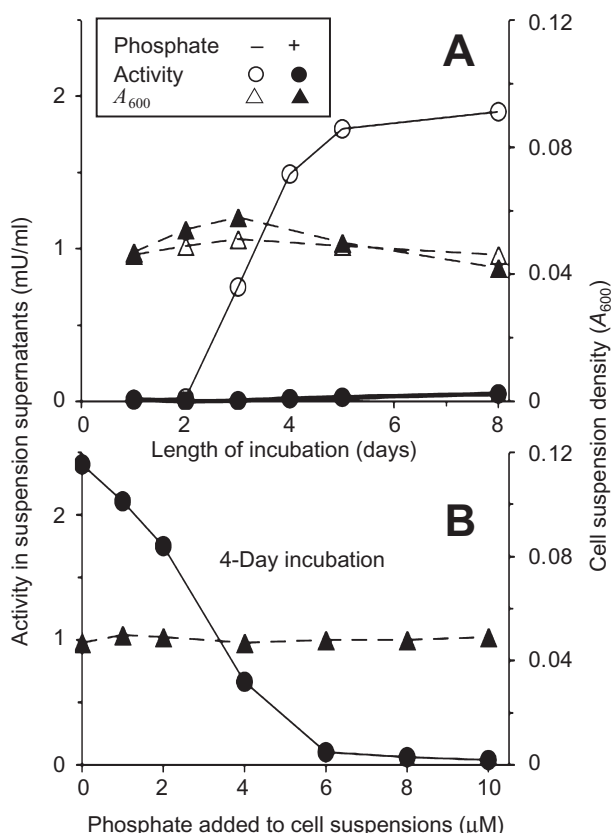 A
Phosphate – +
Activity
A600
2
1
0
0.12
0.08
0.04
0
0 2 4 6 8
Length of incubation (days)
B
4-Day incubation
2
1
0
0.12
0.08
0.04
0
0 2 4 6 8 10
Phosphate added to cell suspensions (μM)
Activity in suspension supernatants (mU/ml)
Cell suspension density (A600)